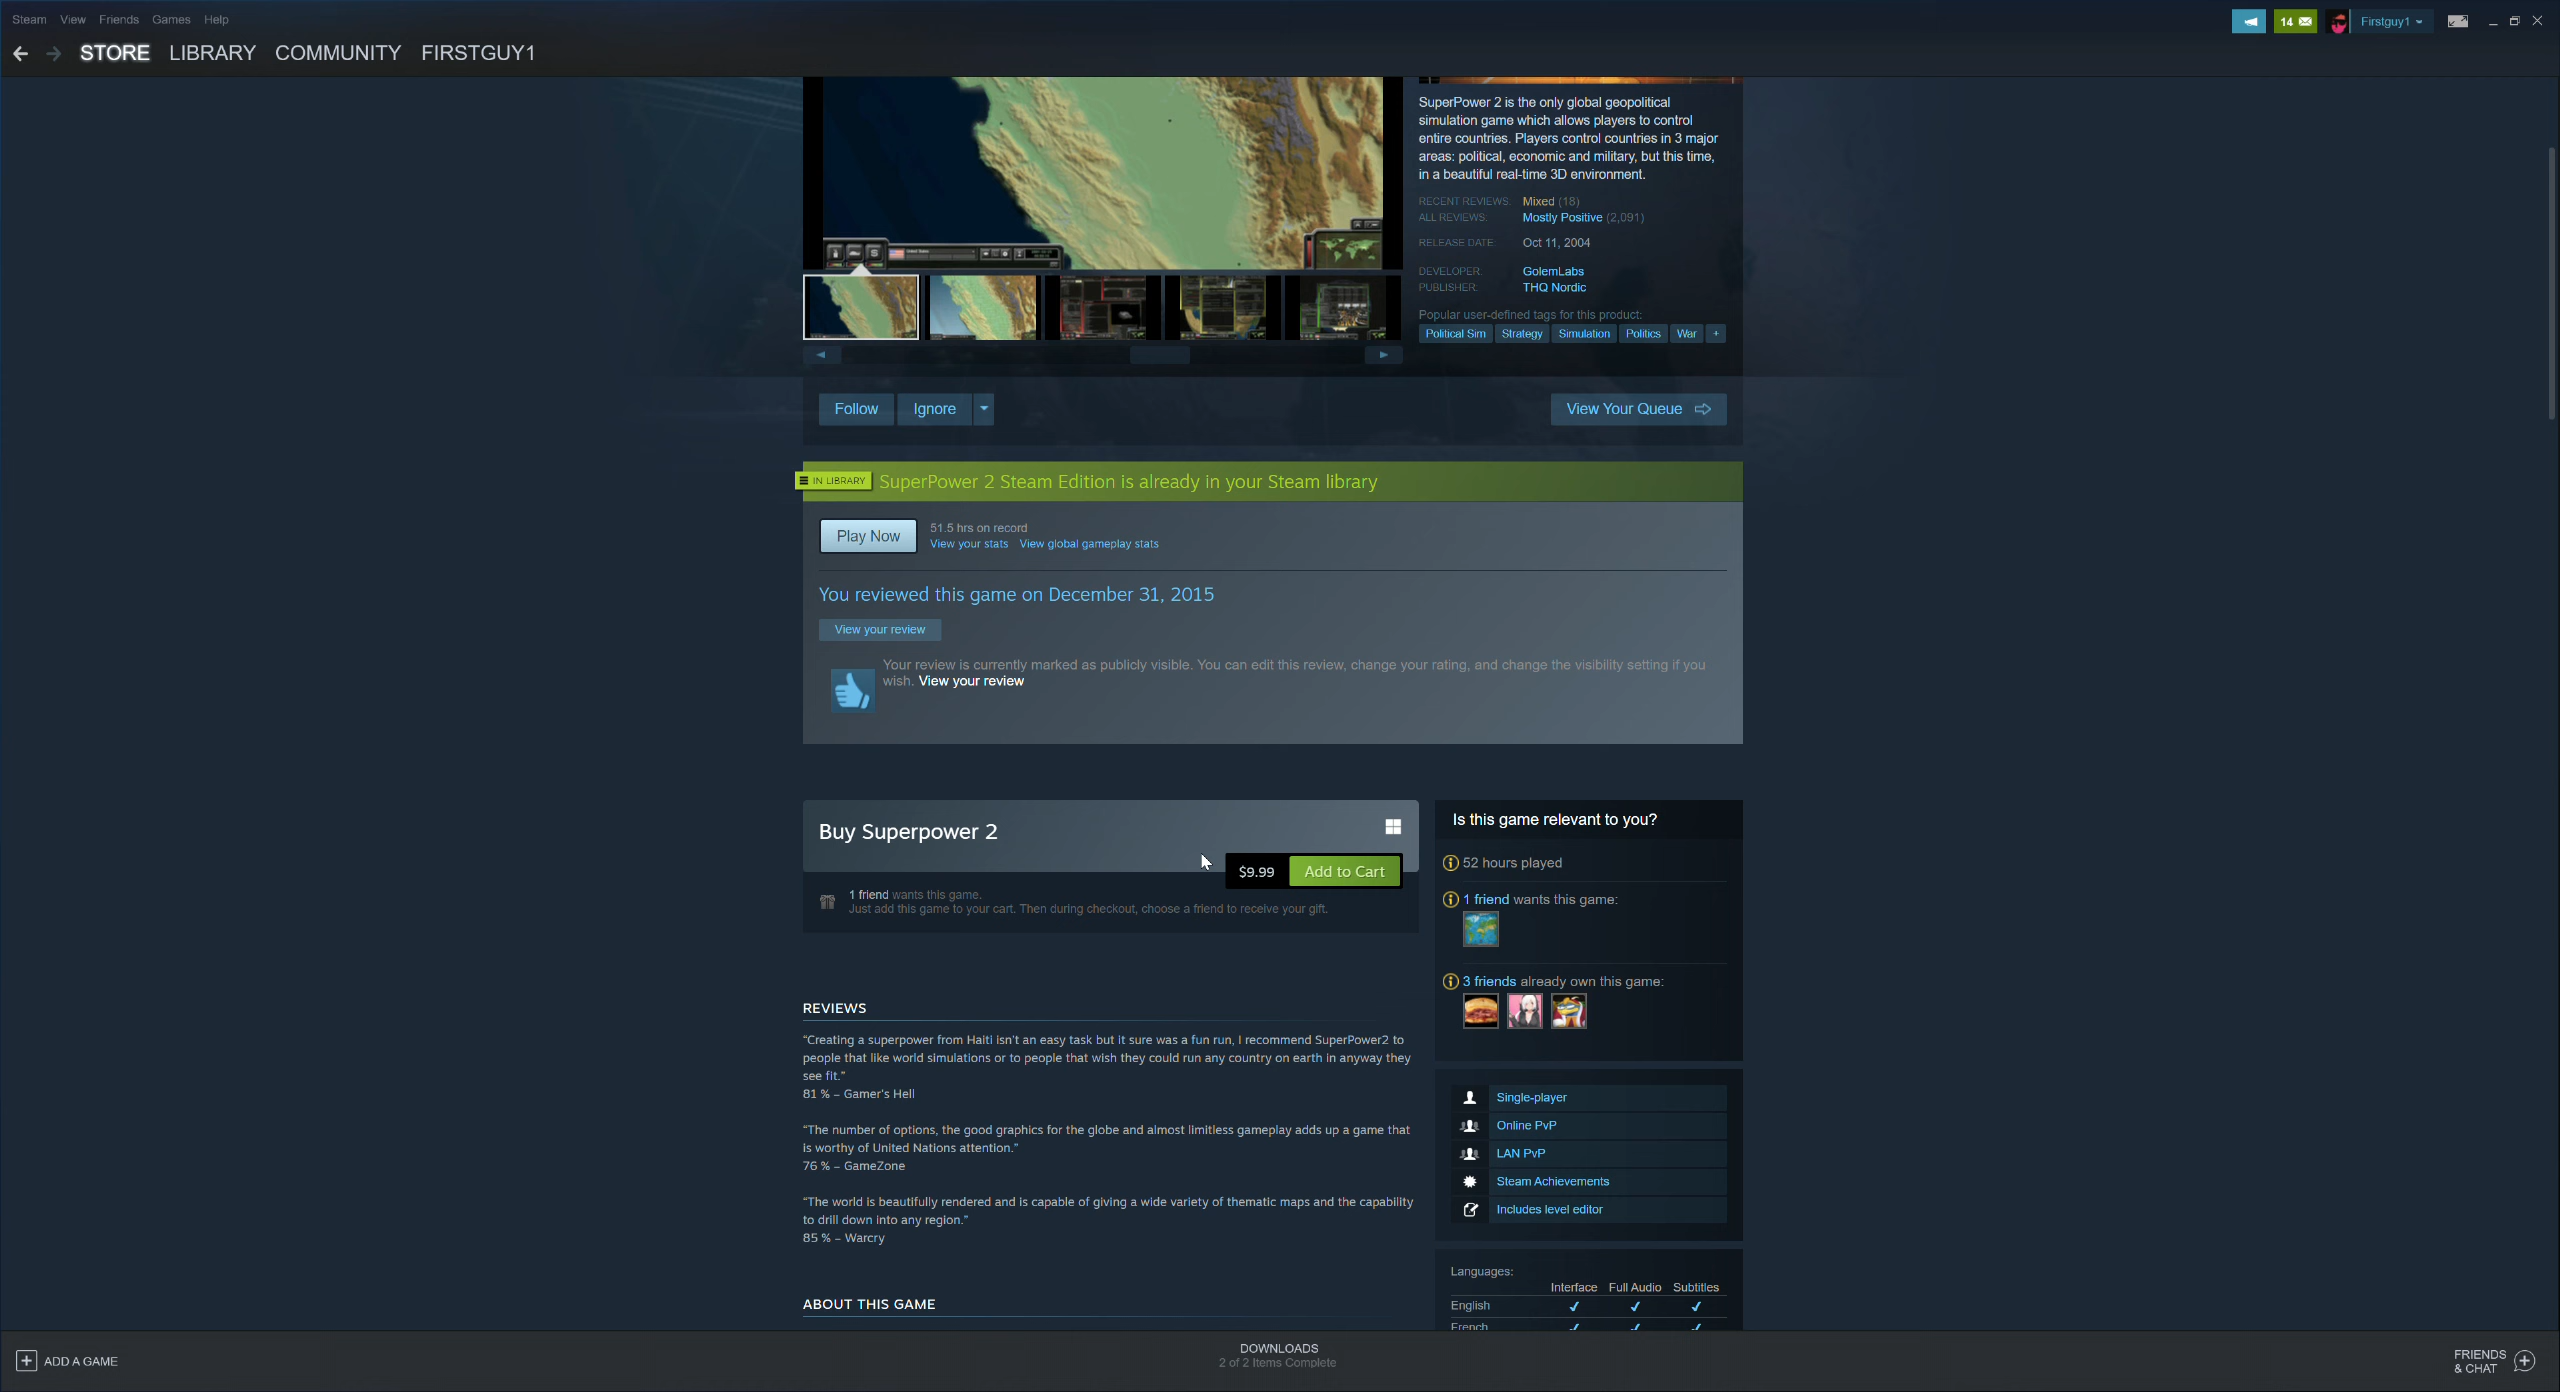 Steam View Friends Games Help
14
Firstguy1
STORE LIBRARY COMMUNITY FIRSTGUY1
SuperPower 2 is the only global geopolitical
simulation game which allows players to control
entire countries. Players control countries in 3 major
areas: political, economic and military, but this time,
in a beautiful real-time 3D environment.
RECENT REVIEWS: Mixed (18)
ALL REVIEWS: Mostly Positive (2,091)
RELEASE DATE: Oct 11, 2004
DEVELOPER: GolemLabs
PUBLISHER: THQ Nordic
Popular user-defined tags for this product:
Political Sim Strategy Simulation Politics War +
Follow Ignore
View Your Queue
IN LIBRARY SuperPower 2 Steam Edition is already in your Steam library
Play Now
51.5 hrs on record
View your stats View global gameplay stats
You reviewed this game on December 31, 2015
View your review
Your review is currently marked as publicly visible. You can edit this review, change your rating, and change the visibility setting if you
wish. View your review
Buy Superpower 2
$9.99 Add to Cart
1 friend wants this game.
Just add this game to your cart. Then during checkout, choose a friend to receive your gift.
Is this game relevant to you?
52 hours played
1 friend wants this game:
3 friends already own this game:
REVIEWS
“Creating a superpower from Haiti isn't an easy task but it sure was a fun run, I recommend SuperPower2 to
people that like world simulations or to people that wish they could run any country on earth in anyway they
see fit.”
81 % – Gamer's Hell
“The number of options, the good graphics for the globe and almost limitless gameplay adds up a game that
is worthy of United Nations attention.”
76 % – GameZone
“The world is beautifully rendered and is capable of giving a wide variety of thematic maps and the capability
to drill down into any region.”
85 % – Warcry
ABOUT THIS GAME
Single-player
Online PvP
LAN PvP
Steam Achievements
Includes level editor
Languages:
Interface Full Audio Subtitles
English ✔ ✔ ✔
French ✔ ✔ ✔
ADD A GAME
DOWNLOADS
2 of 2 Items Complete
FRIENDS
& CHAT